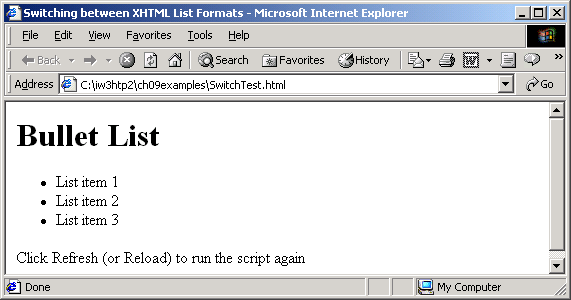 Switching between XHTML List Formats - Microsoft Internet Explorer
File Edit View Favorites Tools Help
Back Search Favorites History
Address C:\iw3htp2\ch09examples\SwitchTest.html Go
Bullet List
• List item 1
• List item 2
• List item 3
Click Refresh (or Reload) to run the script again
Done My Computer